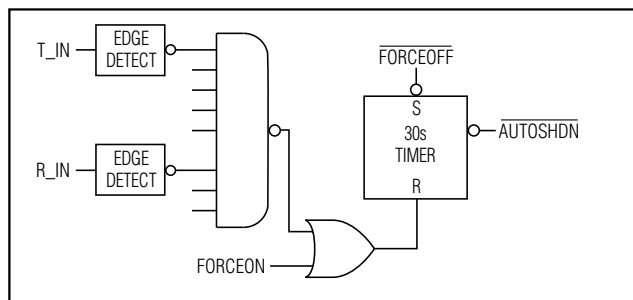 T_IN
EDGE
DETECT
R_IN
EDGE
DETECT
FORCEON
FORCEOFF
S
30s
TIMER
R
AUTOSHDN